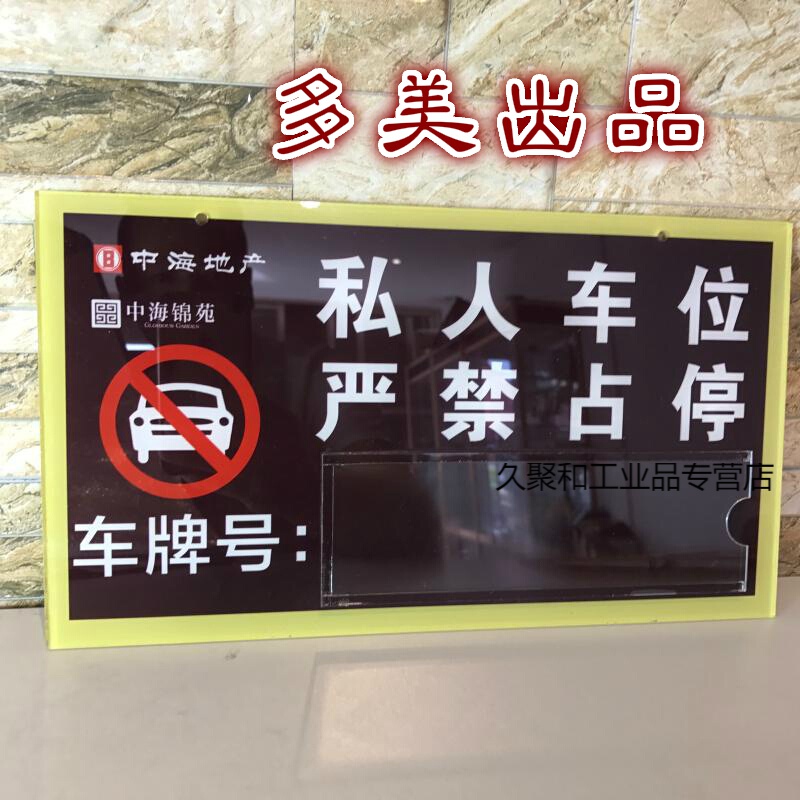 多美出品
中海地产
中海锦苑
GLORIOUS GARDEN
私人车位
严禁占停
久聚和工业品专营店
车牌号：